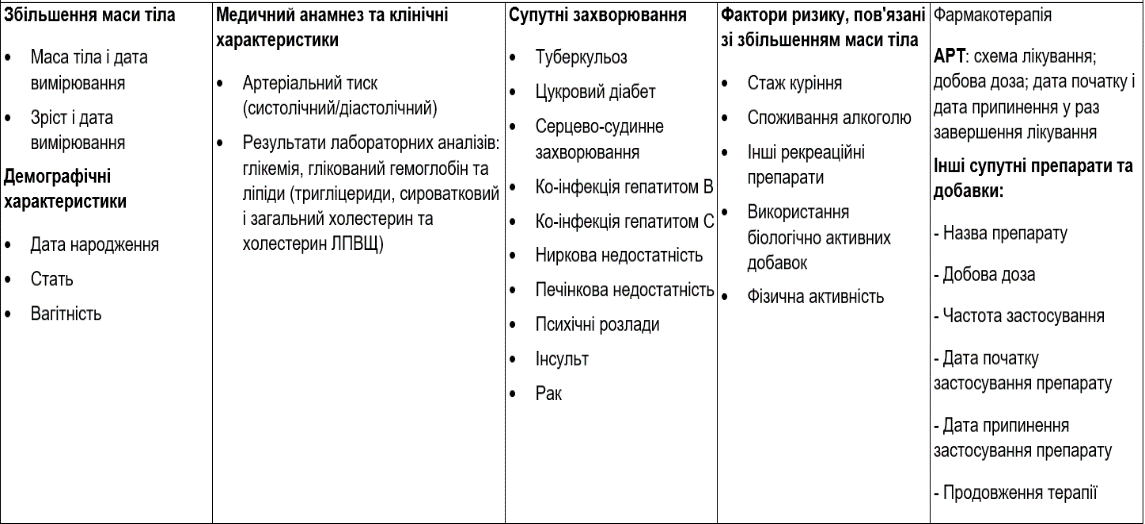 Збільшення маси тіла
• Маса тіла і дата
вимірювання
• Зріст і дата
вимірювання
Демографічні
характеристики
• Дата народження
• Стать
• Вагітність
Медичний анамнез та клінічні
характеристики
• Артеріальний тиск
(систолічний/діастолічний)
• Результати лабораторних аналізів:
глікемія, глікований гемоглобін та
ліпіди (тригліцериди, сироватковий
і загальний холестерин та
холестерин ЛПВЩ)
Супутні захворювання
• Туберкульоз
• Цукровий діабет
• Серцево-судинне
захворювання
• Ко-інфекція гепатитом В
• Ко-інфекція гепатитом С
• Ниркова недостатність
• Печінкова недостатність
• Психічні розлади
• Інсульт
• Рак
Фактори ризику, пов'язані
зі збільшенням маси тіла
• Стаж куріння
• Споживання алкоголю
• Інші рекреаційні
препарати
• Використання
біологічно активних
добавок
• Фізична активність
Фармакотерапія
АРТ: схема лікування;
добова доза; дата початку і
дата припинення у раз
завершення лікування
Інші супутні препарати та
добавки:
- Назва препарату
- Добова доза
- Частота застосування
- Дата початку
застосування препарату
- Дата припинення
застосування препарату
- Продовження терапії